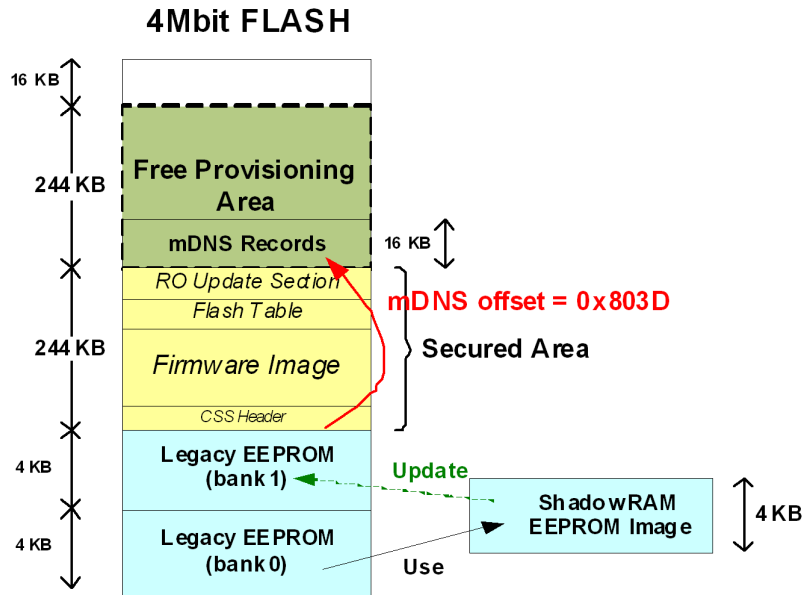 4Mbit FLASH
16 KB
Free Provisioning
Area
244 KB
mDNS Records
16 KB
RO Update Section
mDNS offset = 0x803D
Flash Table
244 KB
Firmware Image
Secured Area
CSS Header
Legacy EEPROM
(bank 1)
4 KB
Update
ShadowRAM
EEPROM Image
4 KB
Legacy EEPROM
(bank 0)
4 KB
Use